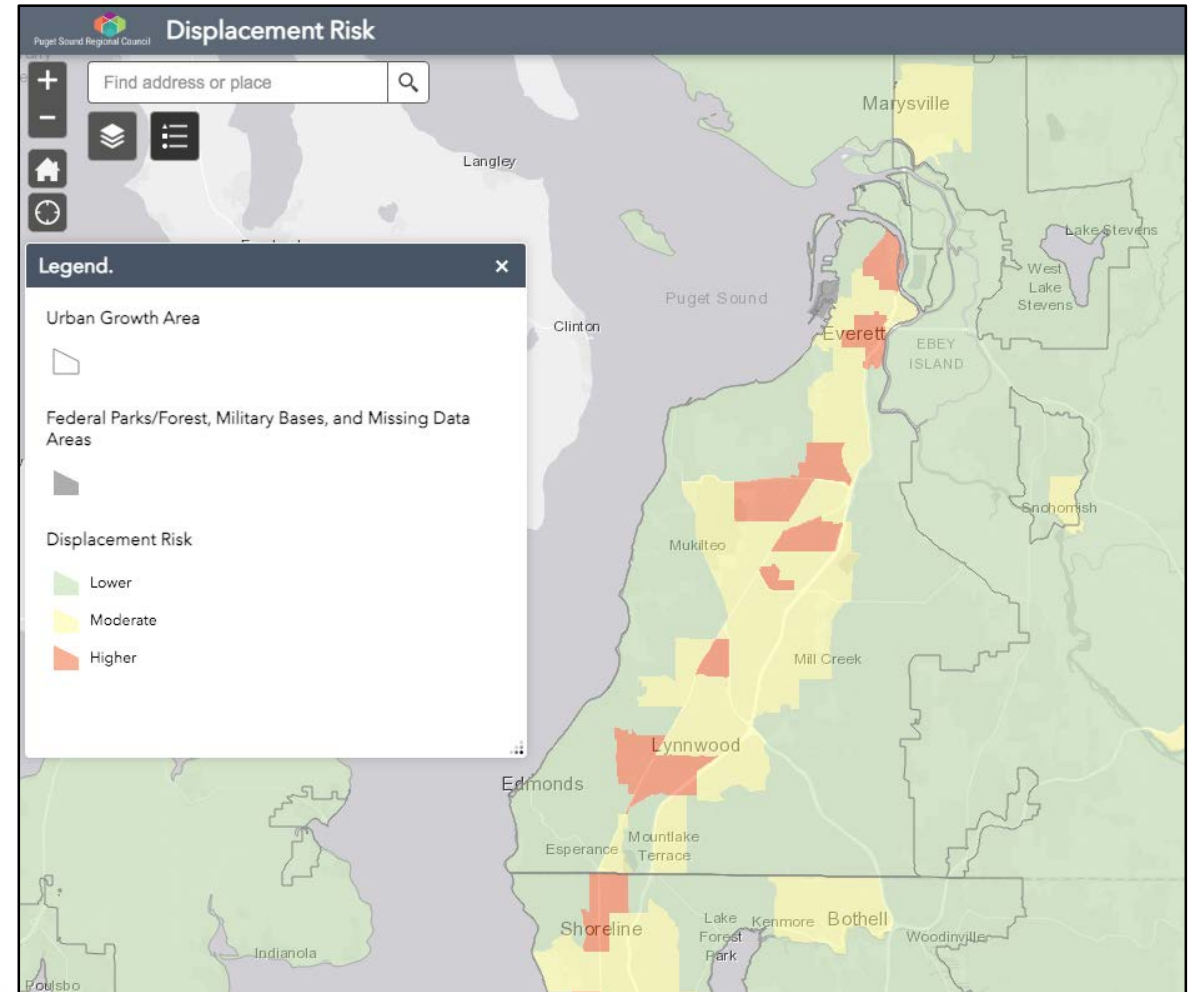 Puget Sound Regional Council
Displacement Risk
Find address or place
Legend.
Urban Growth Area
Federal Parks/Forest, Military Bases, and Missing Data
Areas
Displacement Risk
Lower
Moderate
Higher
Marysville
Langley
Lake Stevens
West
Lake
Stevens
Puget Sound
Clinton
Everett
EBEY
ISLAND
Snohomish
Mukilteo
Mill Creek
Lynnwood
Edmonds
Mountlake
Terrace
Esperance
Shoreline
Lake
Forest
Park
Kenmore
Bothell
Woodinville
Indianola
Poulsbo